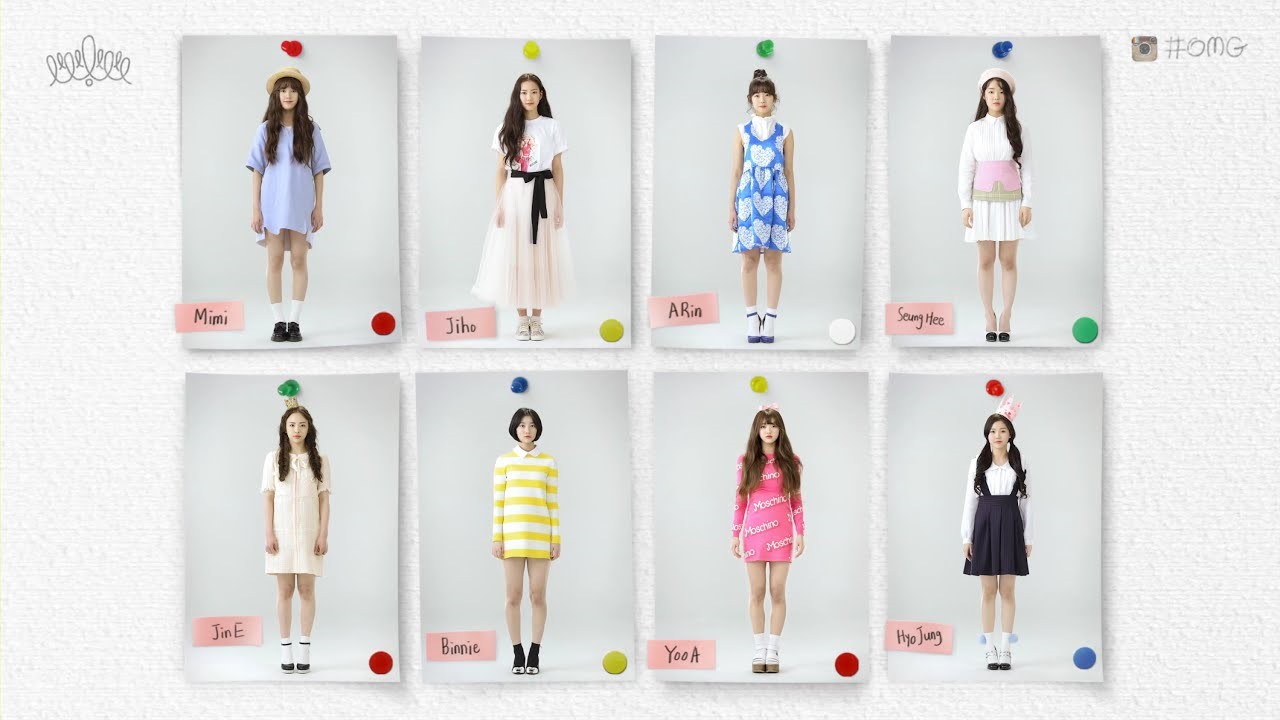 #OMG
Mimi
Jiho
ARin
Seung Hee
JinE
Binnie
YooA
HyoJung
Moschino
Moschino
Moschino